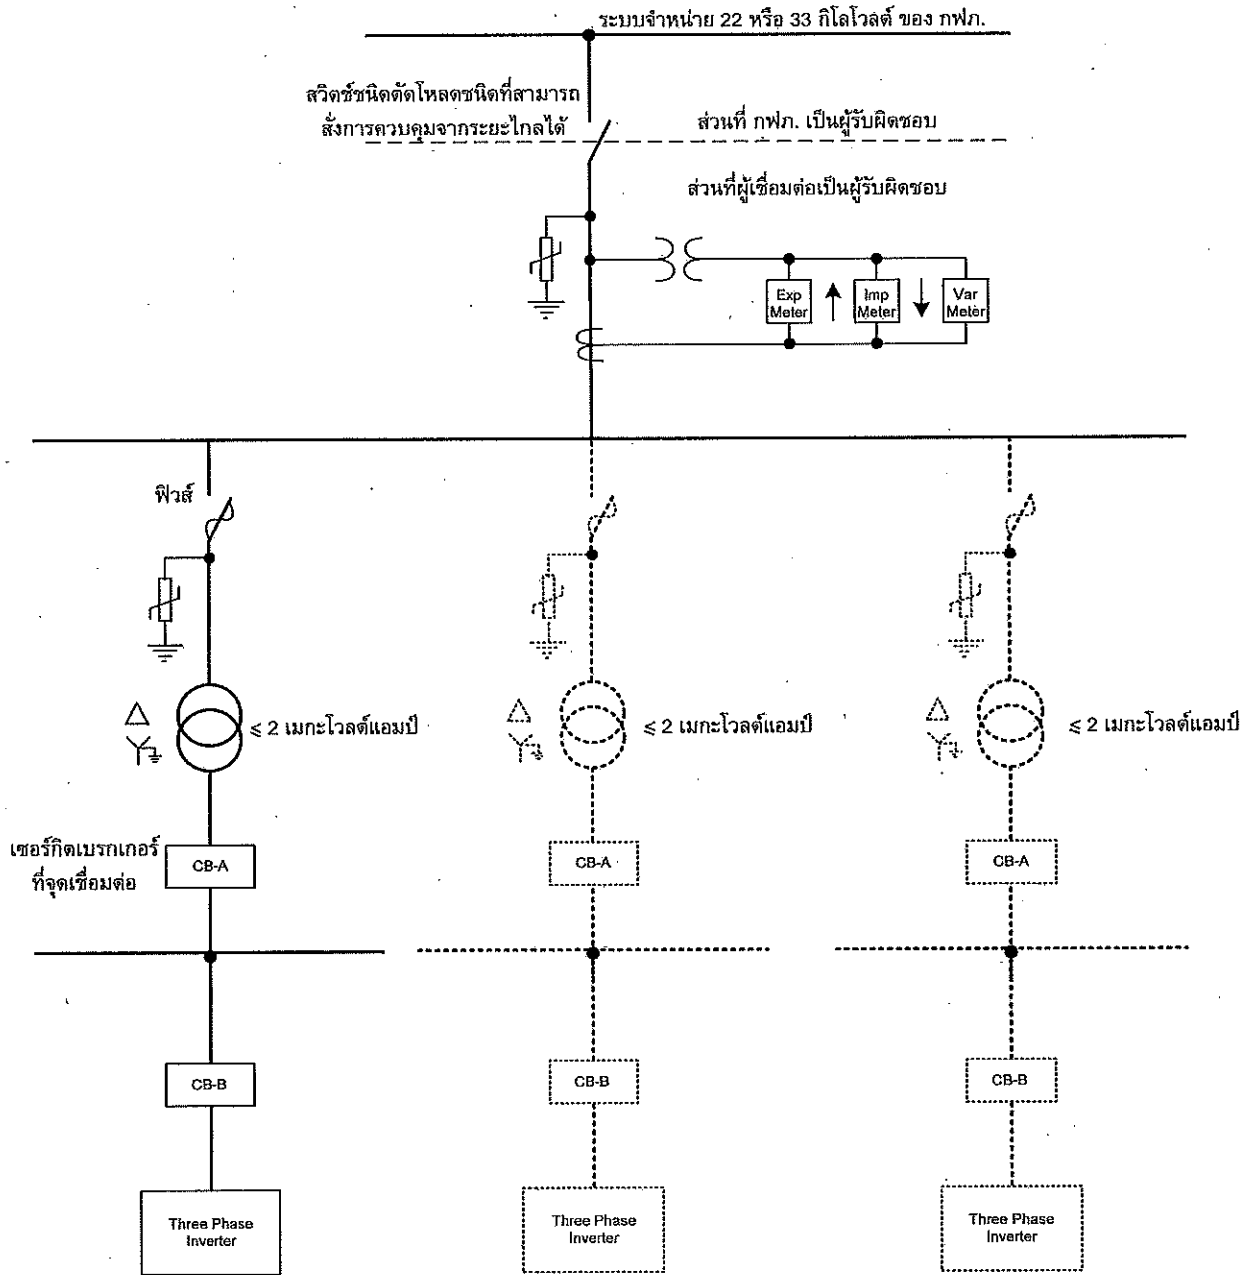 ระบบจำหน่าย 22 หรือ 33 กิโลโวลต์ ของ กฟภ.
สวิตช์ชนิดตัดโหลดชนิดที่สามารถ
สั่งการควบคุมจากระยะไกลได้
ส่วนที่ กฟภ. เป็นผู้รับผิดชอบ
ส่วนที่ผู้เชื่อมต่อเป็นผู้รับผิดชอบ
Exp
Meter
Imp
Meter
Var
Meter
ฟิวส์
≤ 2 เมกะโวลต์แอมป์
≤ 2 เมกะโวลต์แอมป์
≤ 2 เมกะโวลต์แอมป์
เซอร์กิตเบรกเกอร์
ที่จุดเชื่อมต่อ
CB-A
CB-A
CB-A
CB-B
CB-B
CB-B
Three Phase
Inverter
Three Phase
Inverter
Three Phase
Inverter